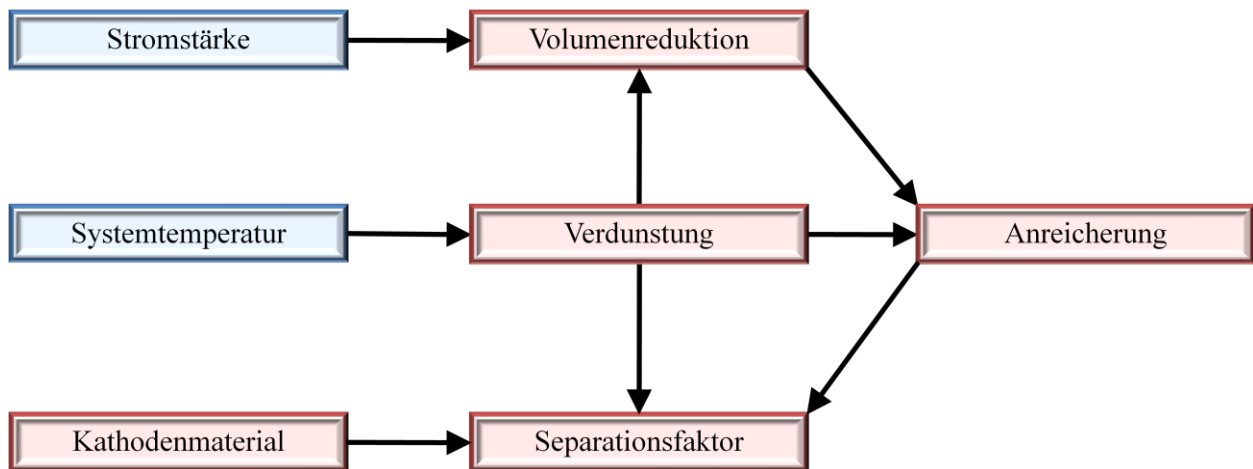 Stromstärke
Volumenreduktion
Systemtemperatur
Verdunstung
Anreicherung
Kathodenmaterial
Separationsfaktor